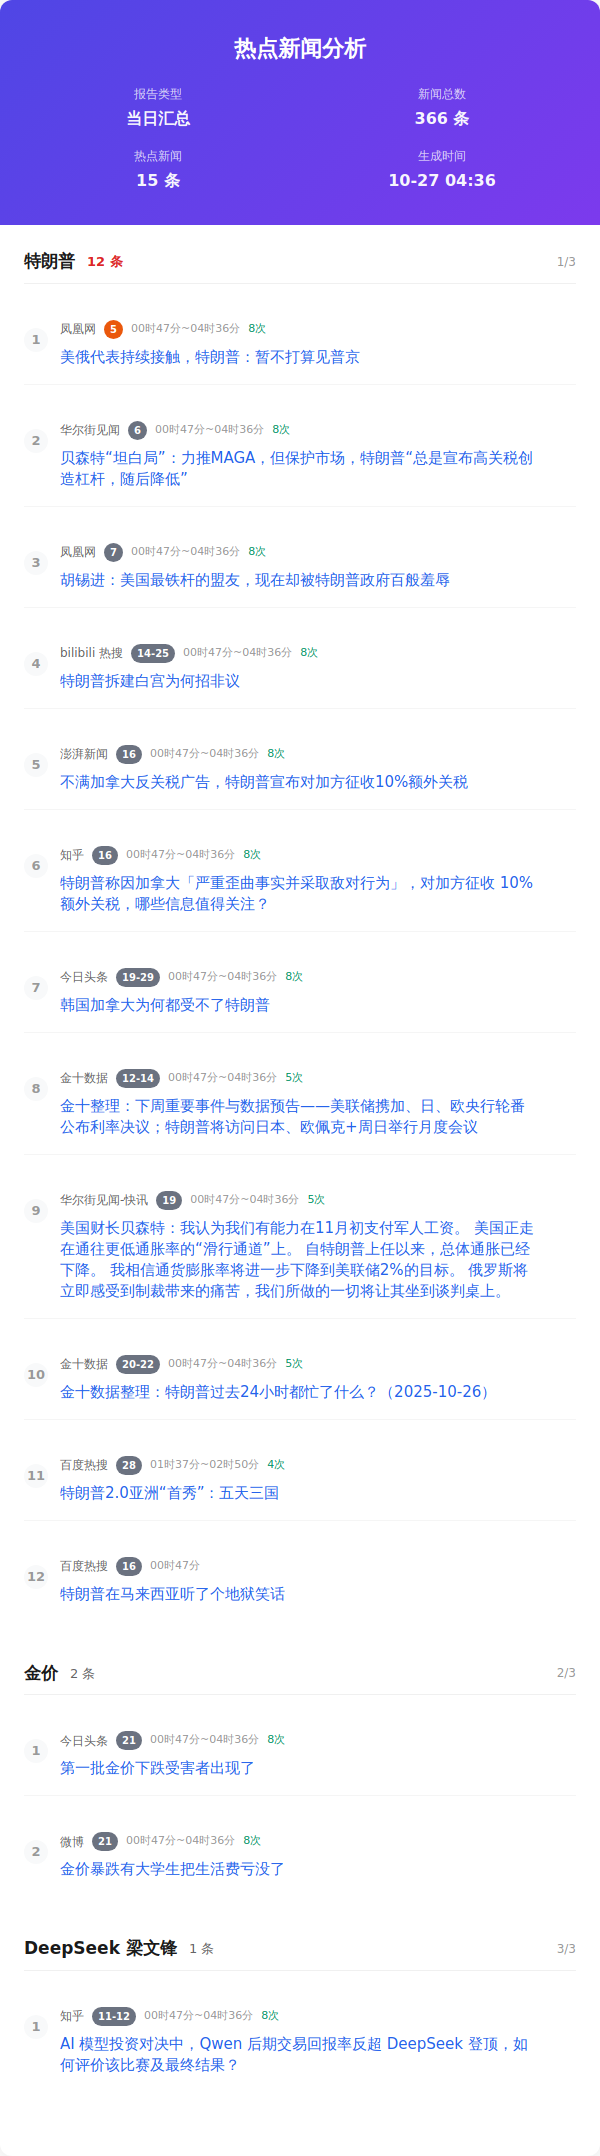 热点新闻分析
报告类型
当日汇总
新闻总数
366 条
热点新闻
15 条
生成时间
10-27 04:36
特朗普 12 条 1/3
1
凤凰网 5 00时47分~04时36分 8次
美俄代表持续接触，特朗普：暂不打算见普京
2
华尔街见闻 6 00时47分~04时36分 8次
贝森特“坦白局”：力推MAGA，但保护市场，特朗普“总是宣布高关税创
造杠杆，随后降低”
3
凤凰网 7 00时47分~04时36分 8次
胡锡进：美国最铁杆的盟友，现在却被特朗普政府百般羞辱
4
bilibili 热搜 14-25 00时47分~04时36分 8次
特朗普拆建白宫为何招非议
5
澎湃新闻 16 00时47分~04时36分 8次
不满加拿大反关税广告，特朗普宣布对加方征收10%额外关税
6
知乎 16 00时47分~04时36分 8次
特朗普称因加拿大「严重歪曲事实并采取敌对行为」，对加方征收 10%
额外关税，哪些信息值得关注？
7
今日头条 19-29 00时47分~04时36分 8次
韩国加拿大为何都受不了特朗普
8
金十数据 12-14 00时47分~04时36分 5次
金十整理：下周重要事件与数据预告——美联储携加、日、欧央行轮番
公布利率决议；特朗普将访问日本、欧佩克+周日举行月度会议
9
华尔街见闻-快讯 19 00时47分~04时36分 5次
美国财长贝森特：我认为我们有能力在11月初支付军人工资。 美国正走
在通往更低通胀率的“滑行通道”上。 自特朗普上任以来，总体通胀已经
下降。 我相信通货膨胀率将进一步下降到美联储2%的目标。 俄罗斯将
立即感受到制裁带来的痛苦，我们所做的一切将让其坐到谈判桌上。
10
金十数据 20-22 00时47分~04时36分 5次
金十数据整理：特朗普过去24小时都忙了什么？（2025-10-26）
11
百度热搜 28 01时37分~02时50分 4次
特朗普2.0亚洲“首秀”：五天三国
12
百度热搜 16 00时47分
特朗普在马来西亚听了个地狱笑话
金价 2 条 2/3
1
今日头条 21 00时47分~04时36分 8次
第一批金价下跌受害者出现了
2
微博 21 00时47分~04时36分 8次
金价暴跌有大学生把生活费亏没了
DeepSeek 梁文锋 1 条 3/3
1
知乎 11-12 00时47分~04时36分 8次
AI 模型投资对决中，Qwen 后期交易回报率反超 DeepSeek 登顶，如
何评价该比赛及最终结果？